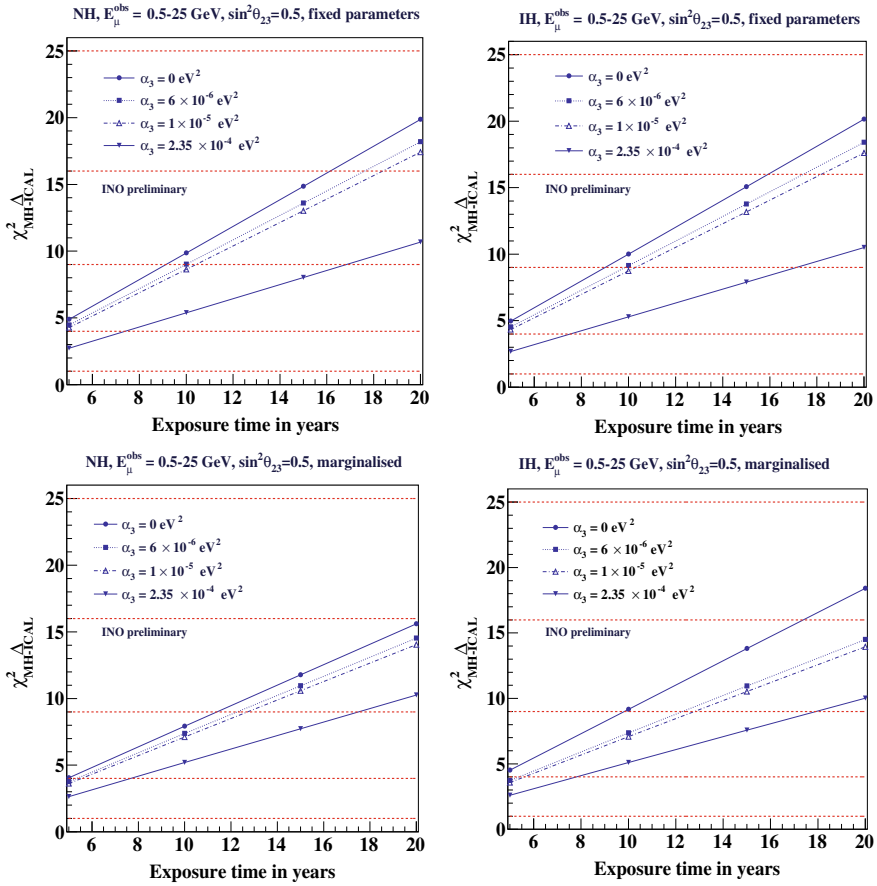 NH, E_μ^obs = 0.5-25 GeV, sin²θ₂₃=0.5, fixed parameters
α₃ = 0 eV²
α₃ = 6 × 10⁻⁶ eV²
α₃ = 1 × 10⁻⁵ eV²
α₃ = 2.35 × 10⁻⁴ eV²
INO preliminary
Δ
χ²_MH-ICAL
25
20
15
10
5
0
6 8 10 12 14 16 18 20
Exposure time in years
IH, E_μ^obs = 0.5-25 GeV, sin²θ₂₃=0.5, fixed parameters
α₃ = 0 eV²
α₃ = 6 × 10⁻⁶ eV²
α₃ = 1 × 10⁻⁵ eV²
α₃ = 2.35 × 10⁻⁴ eV²
INO preliminary
Δ
χ²_MH-ICAL
25
20
15
10
5
0
6 8 10 12 14 16 18 20
Exposure time in years
NH, E_μ^obs = 0.5-25 GeV, sin²θ₂₃=0.5, marginalised
α₃ = 0 eV²
α₃ = 6 × 10⁻⁶ eV²
α₃ = 1 × 10⁻⁵ eV²
α₃ = 2.35 × 10⁻⁴ eV²
INO preliminary
Δ
χ²_MH-ICAL
25
20
15
10
5
0
6 8 10 12 14 16 18 20
Exposure time in years
IH, E_μ^obs = 0.5-25 GeV, sin²θ₂₃=0.5, marginalised
α₃ = 0 eV²
α₃ = 6 × 10⁻⁶ eV²
α₃ = 1 × 10⁻⁵ eV²
α₃ = 2.35 × 10⁻⁴ eV²
INO preliminary
Δ
χ²_MH-ICAL
25
20
15
10
5
0
6 8 10 12 14 16 18 20
Exposure time in years